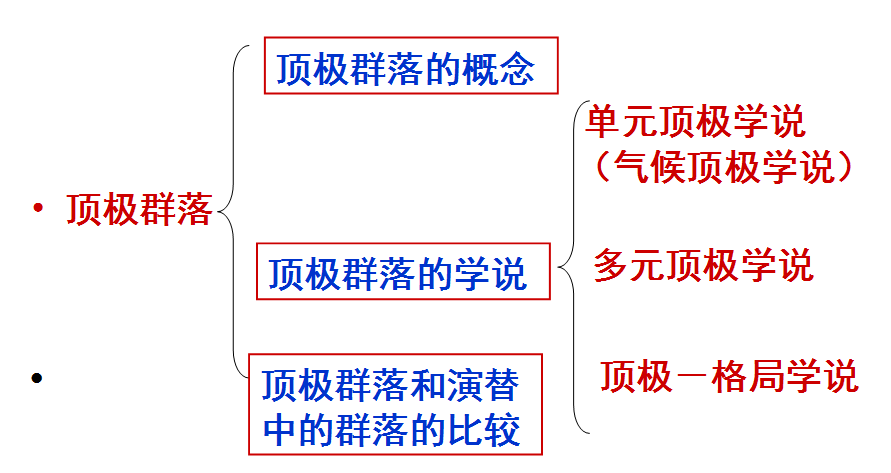 顶极群落的概念
单元顶极学说
（气候顶极学说）
• 顶极群落
多元顶极学说
顶极群落的学说
顶极－格局学说
•
顶极群落和演替
中的群落的比较